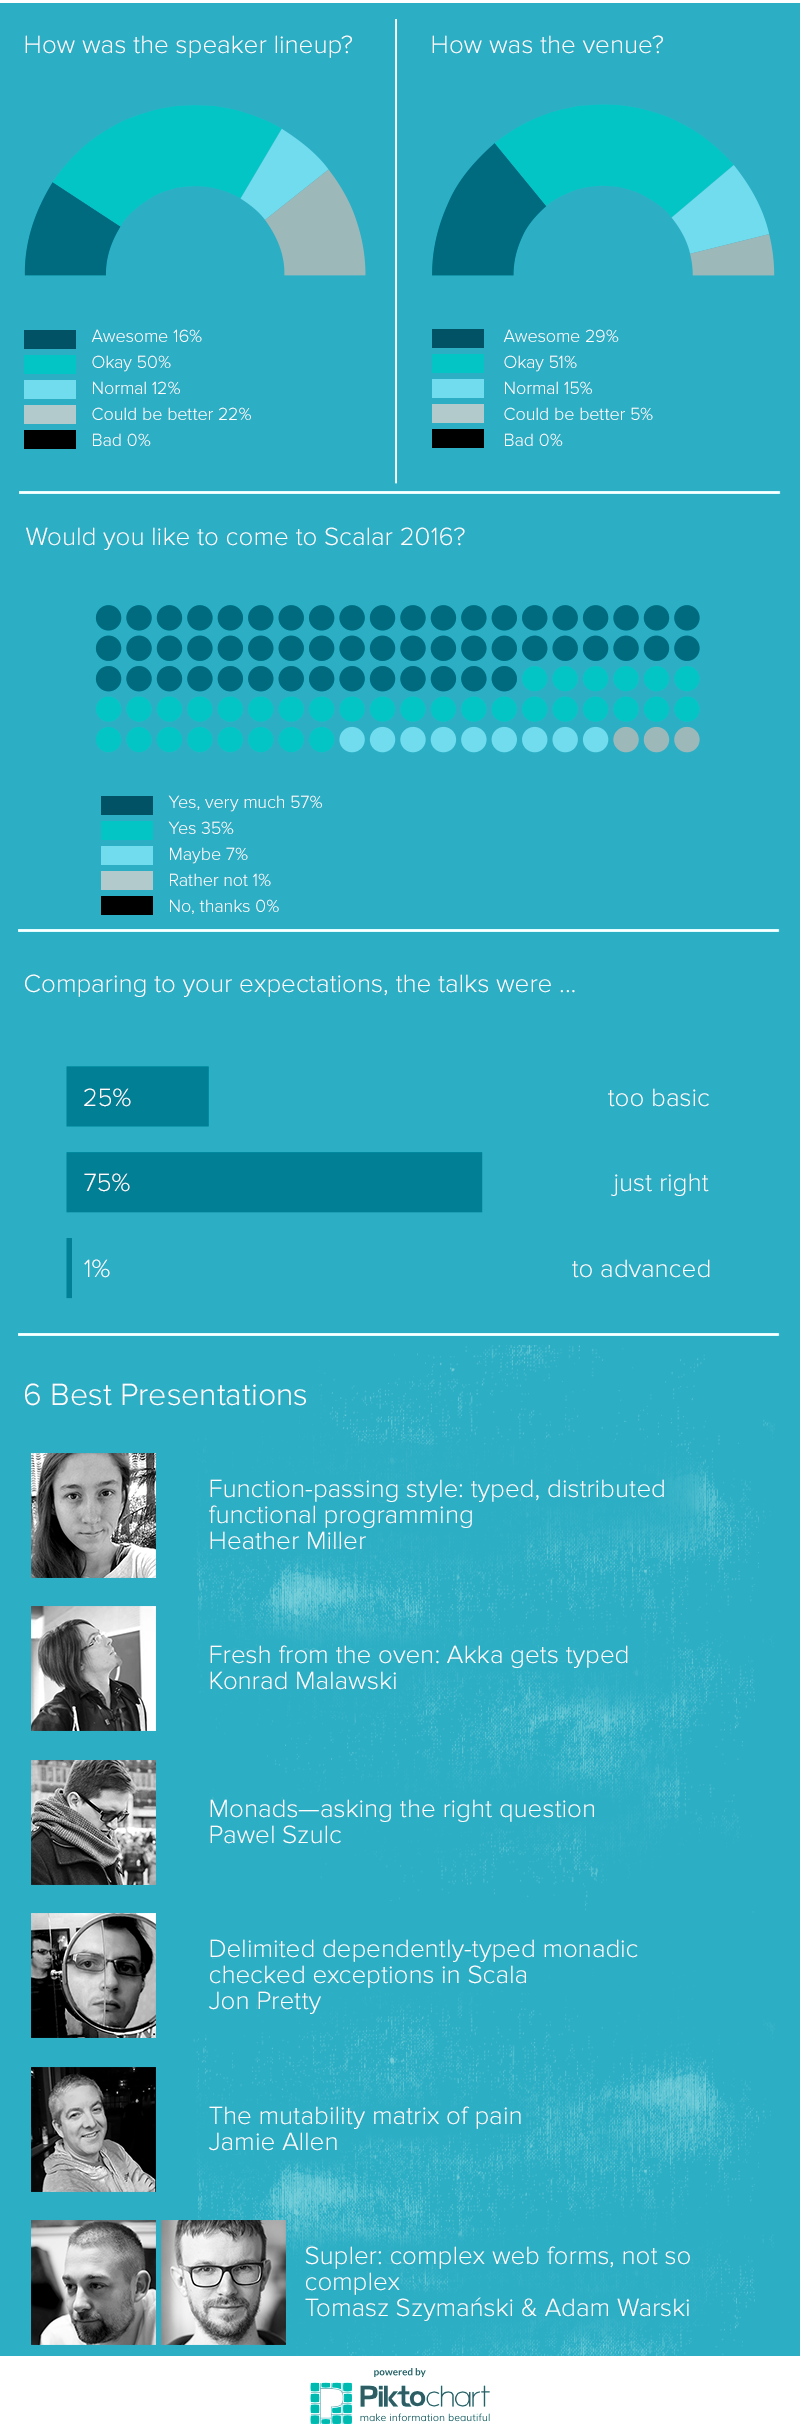 How was the speaker lineup?
Awesome 16%
Okay 50%
Normal 12%
Could be better 22%
Bad 0%
How was the venue?
Awesome 29%
Okay 51%
Normal 15%
Could be better 5%
Bad 0%
Would you like to come to Scalar 2016?
Yes, very much 57%
Yes 35%
Maybe 7%
Rather not 1%
No, thanks 0%
Comparing to your expectations, the talks were ...
25% too basic
75% just right
1% to advanced
6 Best Presentations
Function-passing style: typed, distributed
functional programming
Heather Miller
Fresh from the oven: Akka gets typed
Konrad Malawski
Monads—asking the right question
Pawel Szulc
Delimited dependently-typed monadic
checked exceptions in Scala
Jon Pretty
The mutability matrix of pain
Jamie Allen
Supler: complex web forms, not so
complex
Tomasz Szymański & Adam Warski
powered by
Piktochart
make information beautiful